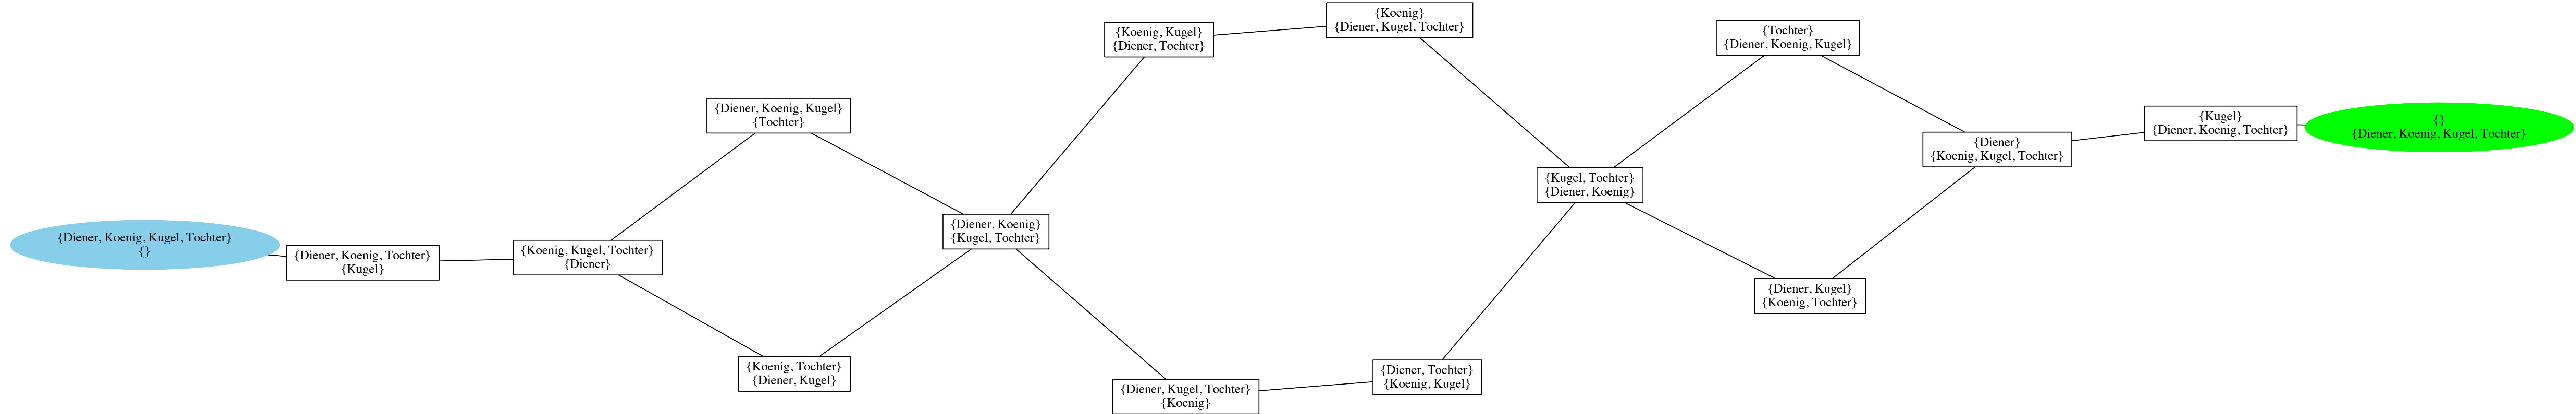 {Diener, Koenig, Kugel, Tochter}
{}
{Diener, Koenig, Tochter}
{Kugel}
{Koenig, Kugel, Tochter}
{Diener}
{Diener, Koenig, Kugel}
{Tochter}
{Koenig, Tochter}
{Diener, Kugel}
{Diener, Koenig}
{Kugel, Tochter}
{Koenig, Kugel}
{Diener, Tochter}
{Diener, Kugel, Tochter}
{Koenig}
{Koenig}
{Diener, Kugel, Tochter}
{Diener, Tochter}
{Koenig, Kugel}
{Kugel, Tochter}
{Diener, Koenig}
{Tochter}
{Diener, Koenig, Kugel}
{Diener, Kugel}
{Koenig, Tochter}
{Diener}
{Koenig, Kugel, Tochter}
{Kugel}
{Diener, Koenig, Tochter}
{}
{Diener, Koenig, Kugel, Tochter}